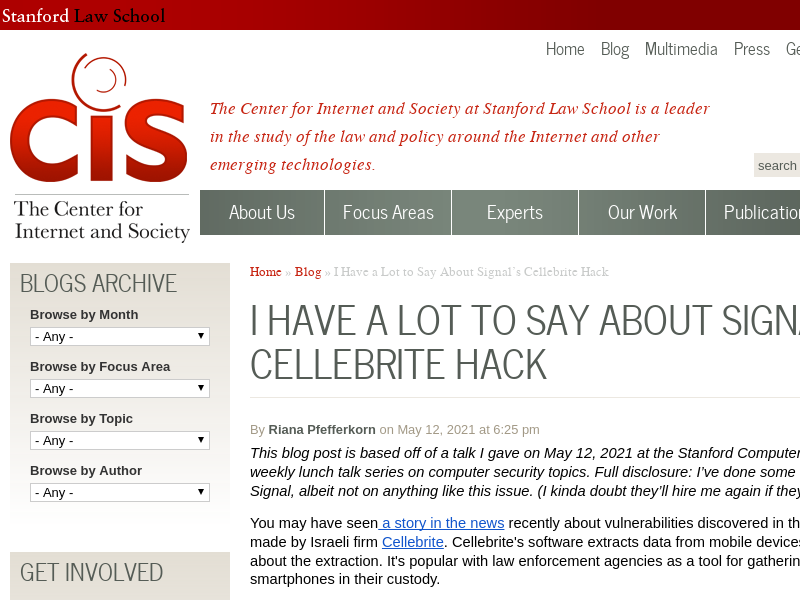 Stanford Law School
Home Blog Multimedia Press
CiS
The Center for
Internet and Society
The Center for Internet and Society at Stanford Law School is a leader
in the study of the law and policy around the Internet and other
emerging technologies.
search
About Us Focus Areas Experts Our Work
BLOGS ARCHIVE
Browse by Month
- Any -
Browse by Focus Area
- Any -
Browse by Topic
- Any -
Browse by Author
- Any -
GET INVOLVED
Home » Blog » I Have a Lot to Say About Signal's Cellebrite Hack
I HAVE A LOT TO SAY ABOUT
CELLEBRITE HACK
By Riana Pfefferkorn on May 12, 2021 at 6:25 pm
This blog post is based off of a talk I gave on May 12, 2021 at the Stanford Computer
weekly lunch talk series on computer security topics. Full disclosure: I've done some
Signal, albeit not on anything like this issue. (I kinda doubt they'll hire me again if they
You may have seen a story in the news recently about vulnerabilities discovered in
made by Israeli firm Cellebrite. Cellebrite's software extracts data from mobile devices
about the extraction. It's popular with law enforcement agencies as a tool for
smartphones in their custody.